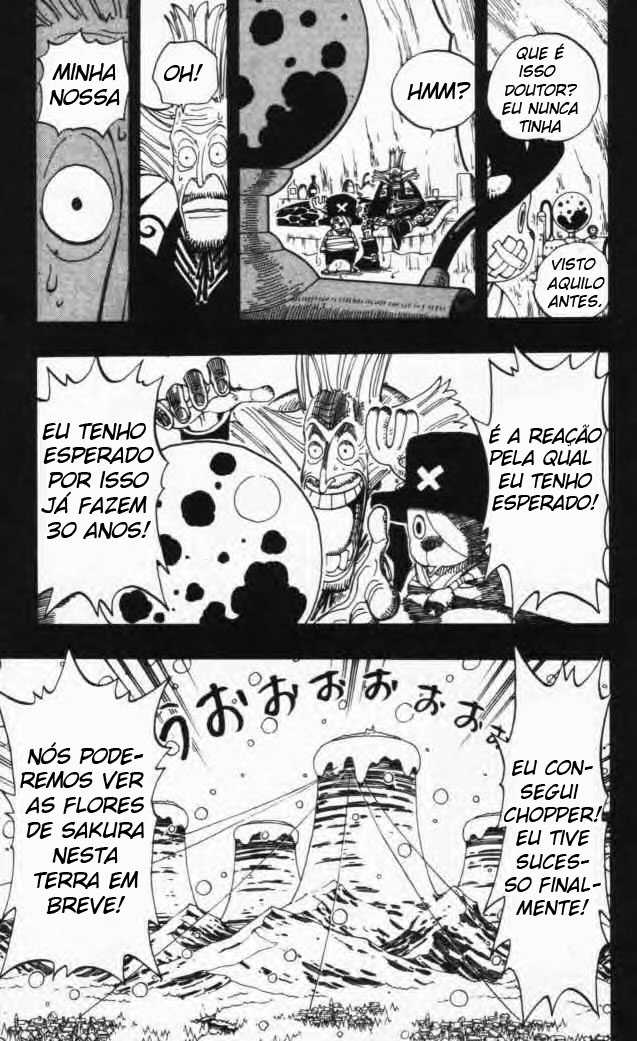 QUE É
ISSO
DOUTOR?
EU NUNCA
TINHA
VISTO
AQUILO
ANTES.
HMM?
OH!
MINHA
NOSSA
É A REAÇÃO
PELA QUAL
EU TENHO
ESPERADO!
EU TENHO
ESPERADO
POR ISSO
JÁ FAZEM
30 ANOS!
うおおおおおおお
EU CON-
SEGUI
CHOPPER!
EU TIVE
SUCES-
SO FINAL-
MENTE!
NÓS PODE-
REMOS VER
AS FLORES
DE SAKURA
NESTA
TERRA EM
BREVE!